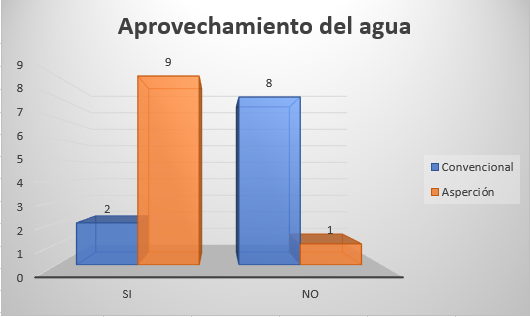 Aprovechamiento del agua
9
8
7
6
5
4
3
2
1
0
2
9
8
1
SI
NO
Convencional
Asperción